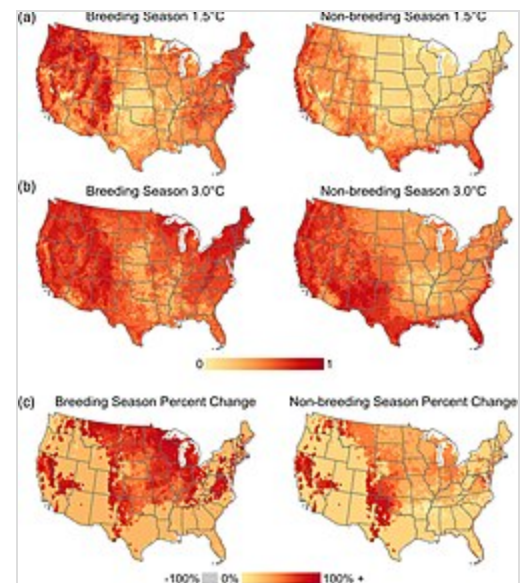 (a)
Breeding Season 1.5°C
Non-breeding Season 1.5°C
(b)
Breeding Season 3.0°C
Non-breeding Season 3.0°C
0
1
(c)
Breeding Season Percent Change
Non-breeding Season Percent Change
-100%
0%
100% +